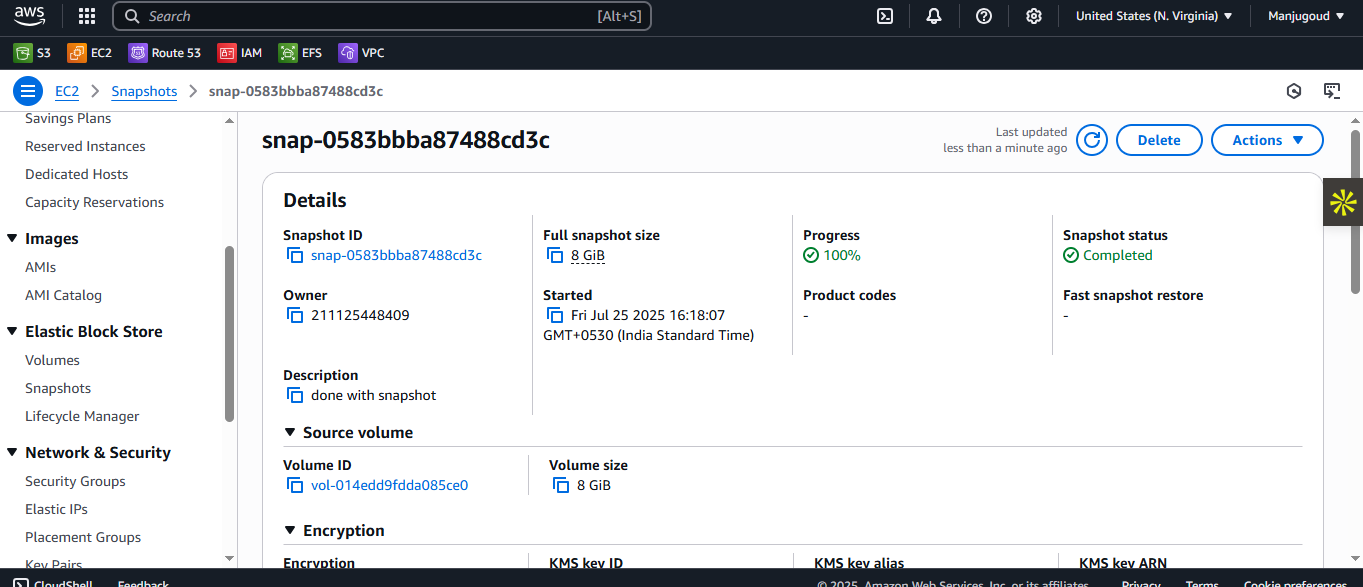 aws
Search [Alt+S]
United States (N. Virginia) ▼ Manjugoud ▼
S3 EC2 Route 53 IAM EFS VPC
EC2 > Snapshots > snap-0583bbba87488cd3c
Savings Plans
Reserved Instances
Dedicated Hosts
Capacity Reservations
Images
AMIs
AMI Catalog
Elastic Block Store
Volumes
Snapshots
Lifecycle Manager
Network & Security
Security Groups
Elastic IPs
Placement Groups
Key Pairs
snap-0583bbba87488cd3c
Last updated
less than a minute ago
Delete
Actions ▼
Details
Snapshot ID
snap-0583bbba87488cd3c
Full snapshot size
8 GiB
Progress
100%
Snapshot status
Completed
Owner
211125448409
Started
Fri Jul 25 2025 16:18:07
GMT+0530 (India Standard Time)
Product codes
-
Fast snapshot restore
-
Description
done with snapshot
Source volume
Volume ID
vol-014edd9fdda085ce0
Volume size
8 GiB
Encryption
Encryption KMS key ID KMS key alias KMS key ARN
CloudShell Feedback © 2025, Amazon Web Services, Inc. or its affiliates. Privacy Terms Cookie preferences